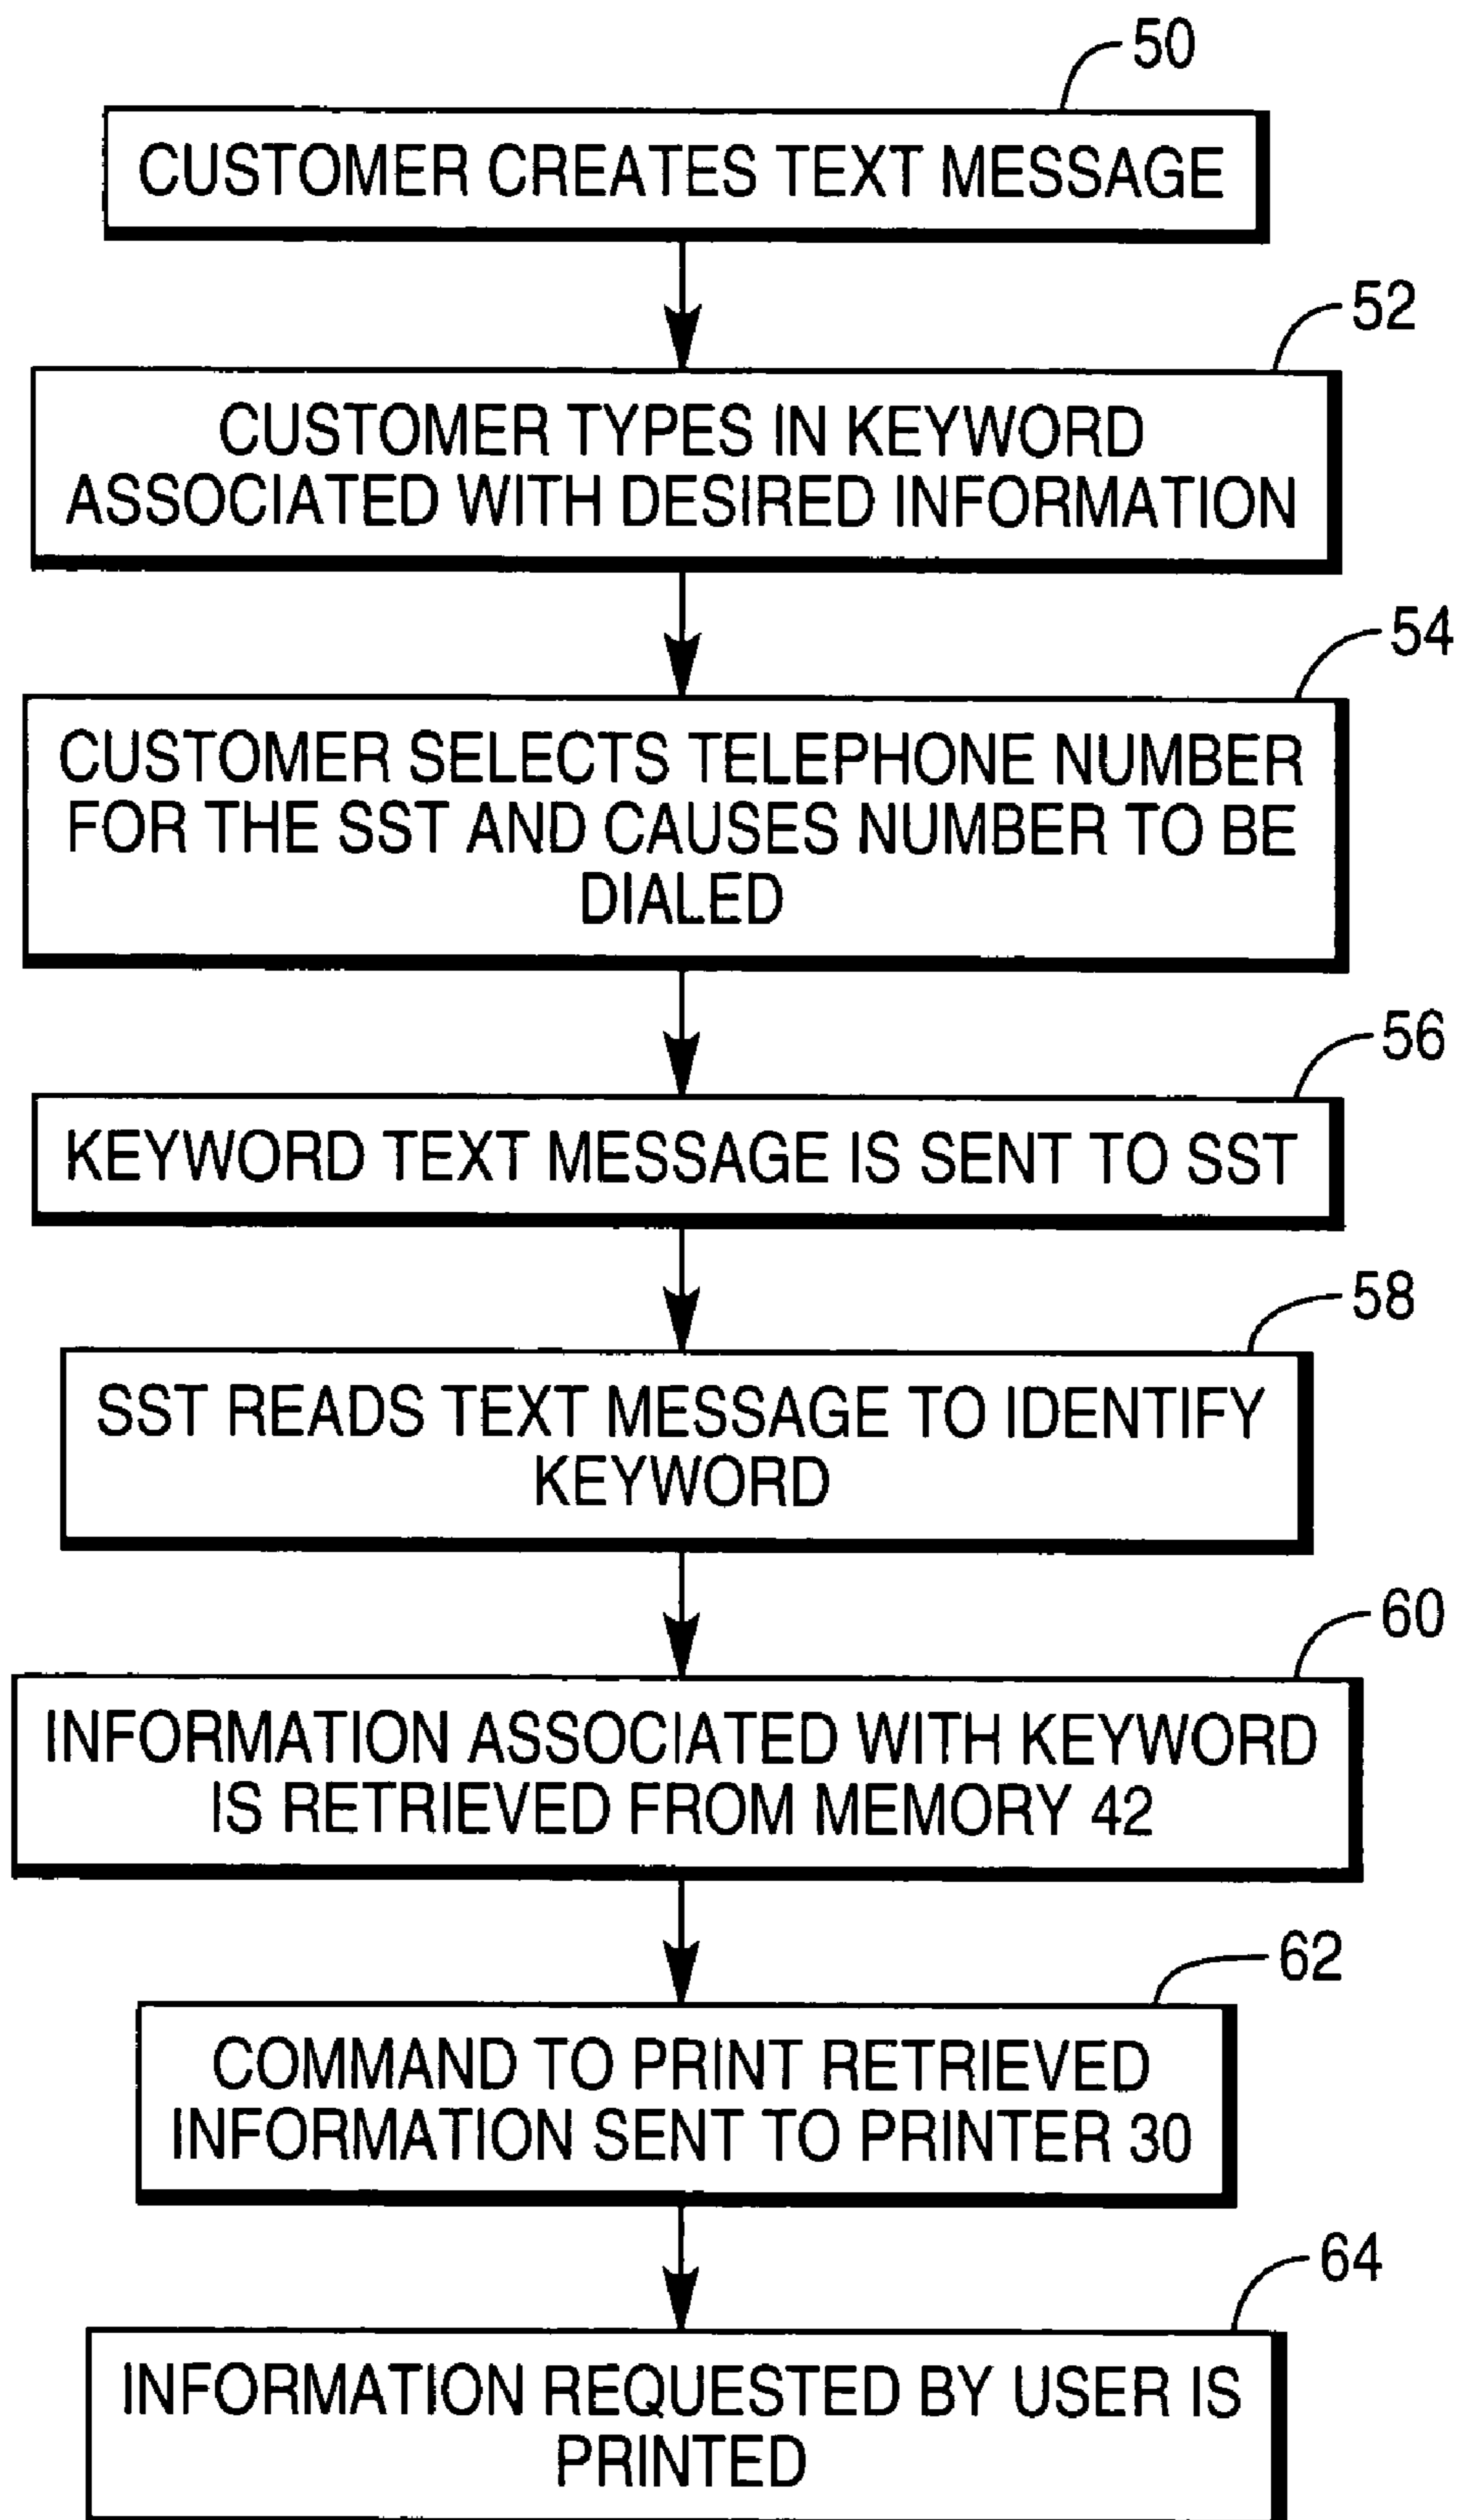 50
CUSTOMER CREATES TEXT MESSAGE
52
CUSTOMER TYPES IN KEYWORD
ASSOCIATED WITH DESIRED INFORMATION
54
CUSTOMER SELECTS TELEPHONE NUMBER
FOR THE SST AND CAUSES NUMBER TO BE
DIALED
56
KEYWORD TEXT MESSAGE IS SENT TO SST
58
SST READS TEXT MESSAGE TO IDENTIFY
KEYWORD
60
INFORMATION ASSOCIATED WITH KEYWORD
IS RETRIEVED FROM MEMORY 42
62
COMMAND TO PRINT RETRIEVED
INFORMATION SENT TO PRINTER 30
64
INFORMATION REQUESTED BY USER IS
PRINTED